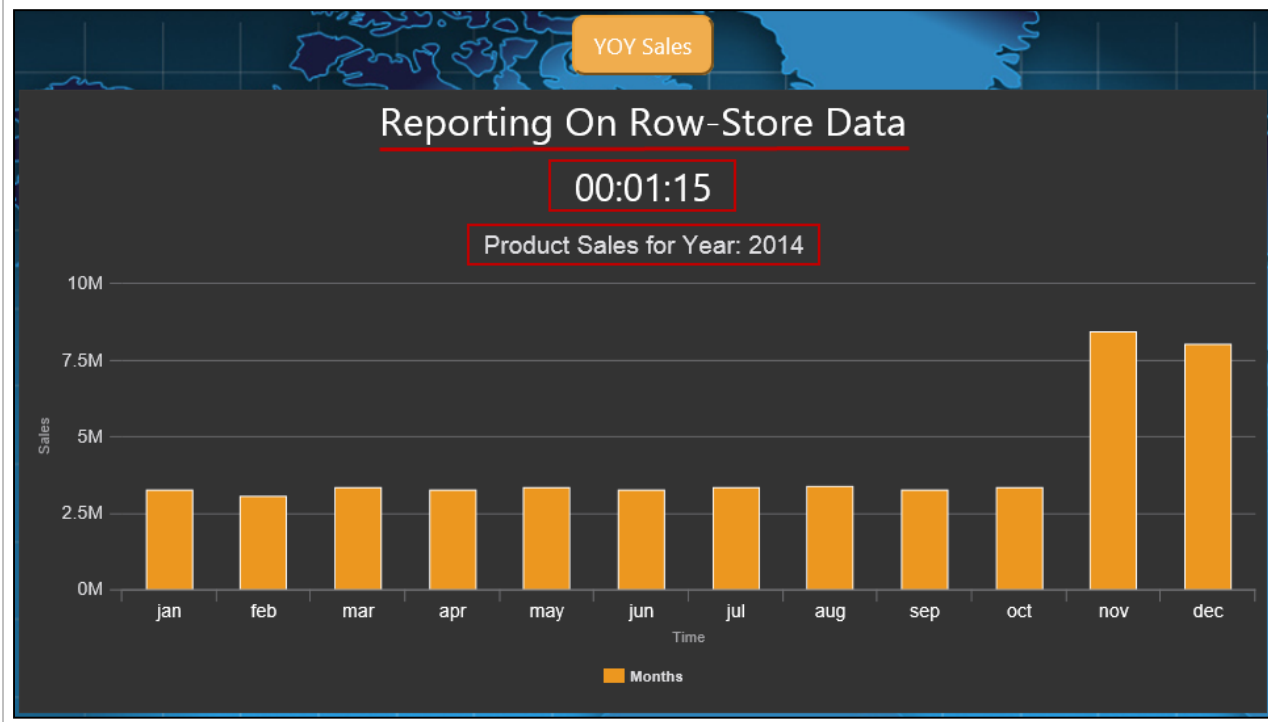 YOY Sales
Reporting On Row-Store Data
00:01:15
Product Sales for Year: 2014
10M
7.5M
5M
2.5M
0M
Sales
jan feb mar apr may jun jul aug sep oct nov dec
Time
Months